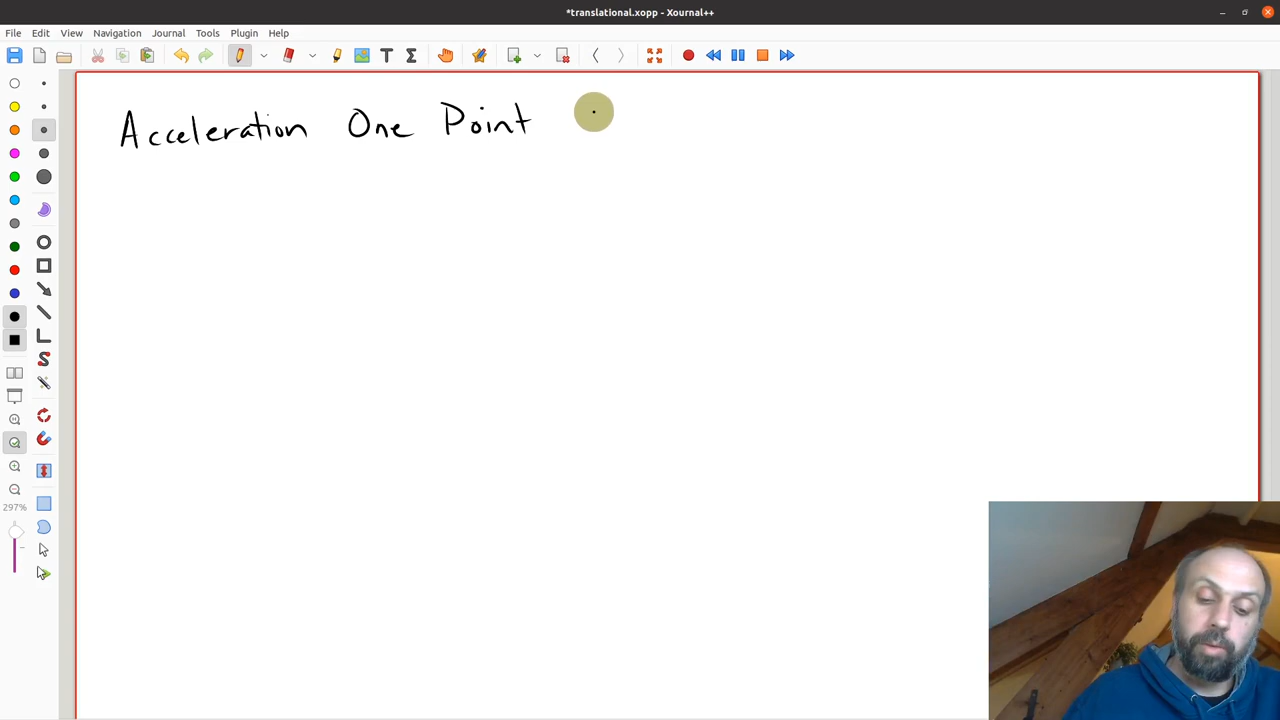 *translational.xopp - Xournal++
File Edit View Navigation Journal Tools Plugin Help
Acceleration One Point
297%